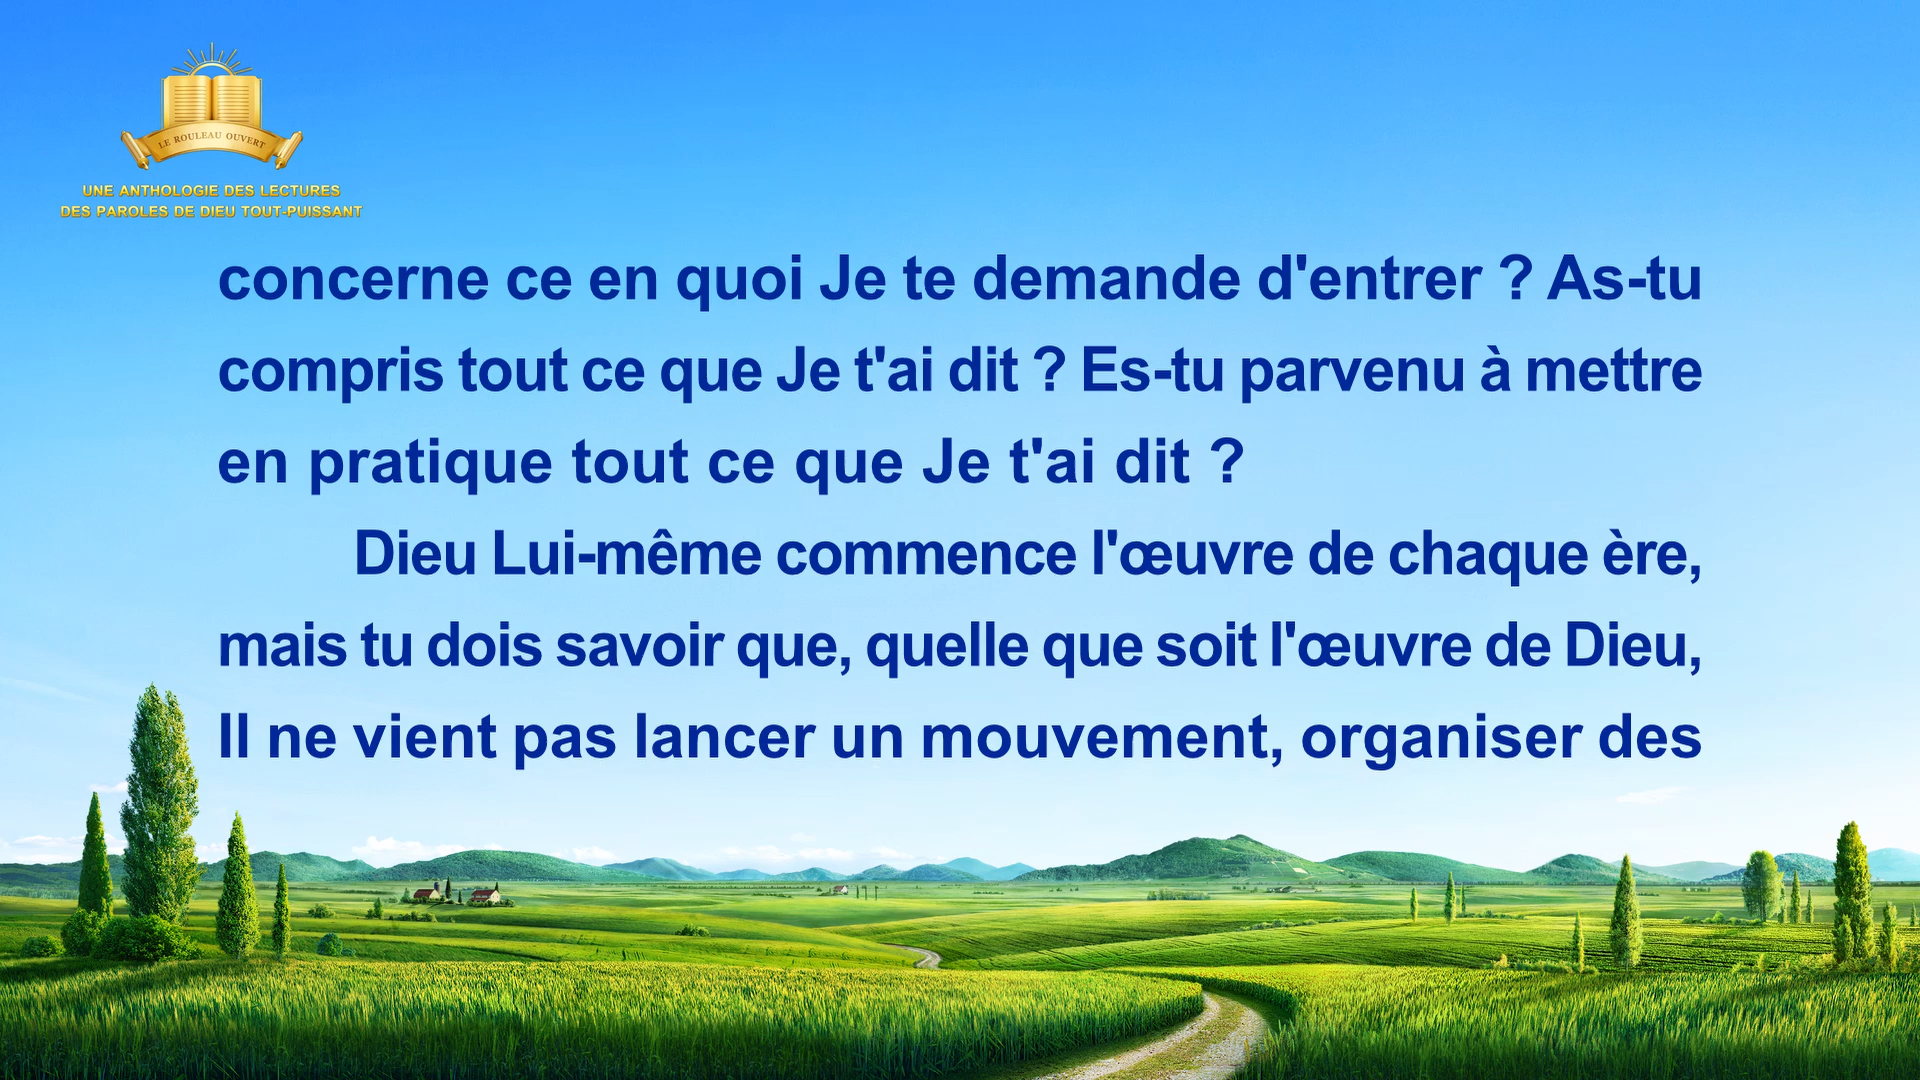 LE ROULEAU OUVERT
UNE ANTHOLOGIE DES LECTURES
DES PAROLES DE DIEU TOUT-PUISSANT
concerne ce en quoi Je te demande d'entrer ? As-tu
compris tout ce que Je t'ai dit ? Es-tu parvenu à mettre
en pratique tout ce que Je t'ai dit ?
Dieu Lui-même commence l'œuvre de chaque ère,
mais tu dois savoir que, quelle que soit l'œuvre de Dieu,
Il ne vient pas lancer un mouvement, organiser des